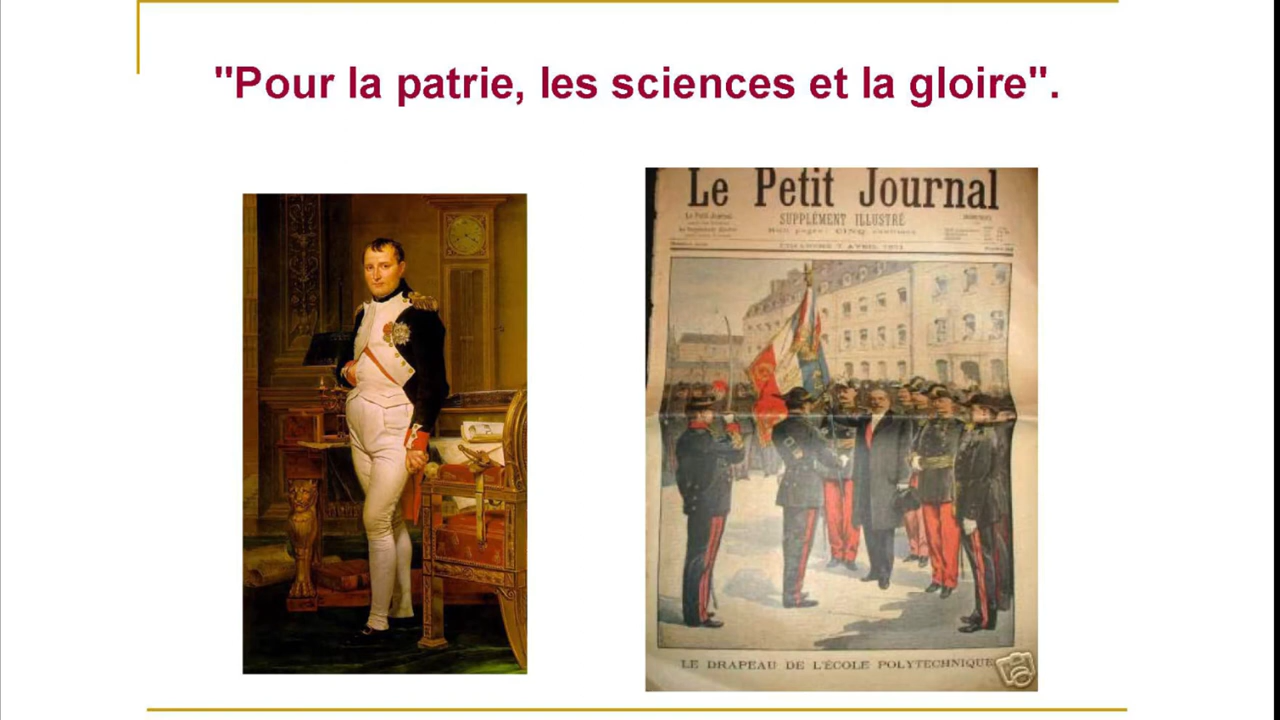 "Pour la patrie, les sciences et la gloire".
Le Petit Journal
SUPPLÉMENT ILLUSTRÉ
Huit pages: CINQ centimes
LE DRAPEAU DE L'ÉCOLE POLYTECHNIQUE